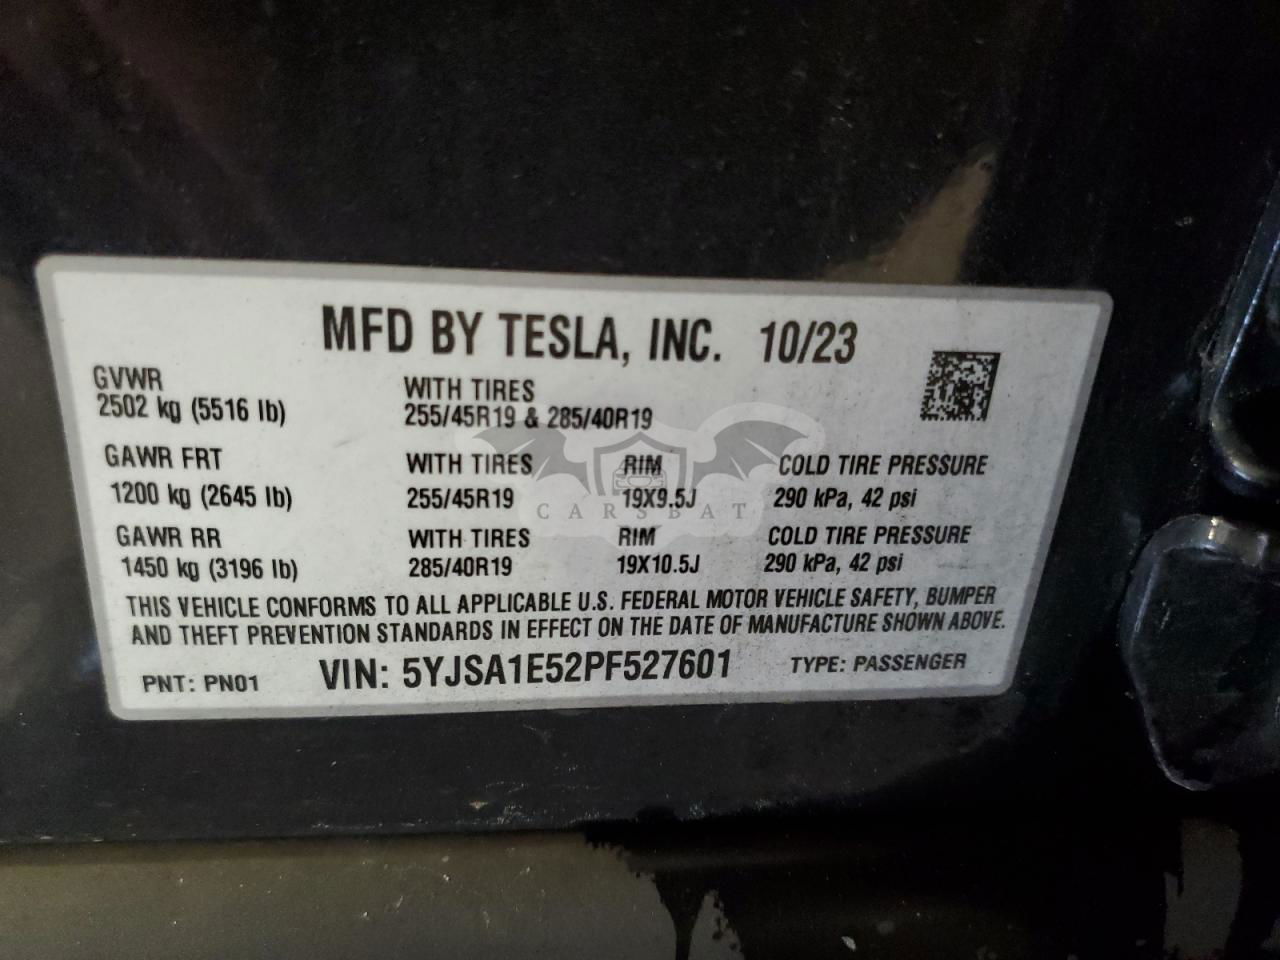 MFD BY TESLA, INC. 10/23
GVWR
2502 kg (5516 lb)
WITH TIRES
255/45R19 & 285/40R19
GAWR FRT
1200 kg (2645 lb)
WITH TIRES
255/45R19
RIM
19X9.5J
COLD TIRE PRESSURE
290 kPa, 42 psi
GAWR RR
1450 kg (3196 lb)
WITH TIRES
285/40R19
RIM
19X10.5J
COLD TIRE PRESSURE
290 kPa, 42 psi
THIS VEHICLE CONFORMS TO ALL APPLICABLE U.S. FEDERAL MOTOR VEHICLE SAFETY, BUMPER
AND THEFT PREVENTION STANDARDS IN EFFECT ON THE DATE OF MANUFACTURE SHOWN ABOVE.
PNT: PN01 VIN: 5YJSA1E52PF527601 TYPE: PASSENGER
CARSBAT